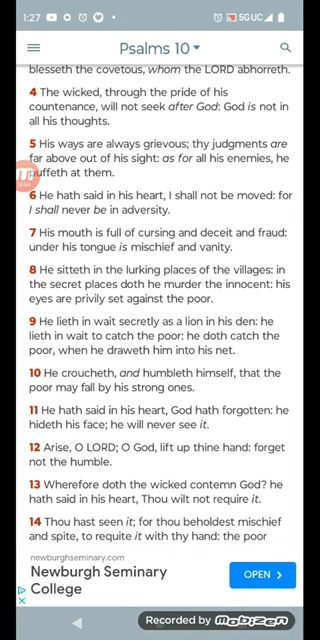 1:27
5G UC
Psalms 10
blesseth the covetous, whom the LORD abhorreth.
4 The wicked, through the pride of his
countenance, will not seek after God: God is not in
all his thoughts.
5 His ways are always grievous; thy judgments are
far above out of his sight: as for all his enemies, he
puffeth at them.
6 He hath said in his heart, I shall not be moved: for
I shall never be in adversity.
7 His mouth is full of cursing and deceit and fraud:
under his tongue is mischief and vanity.
8 He sitteth in the lurking places of the villages: in
the secret places doth he murder the innocent: his
eyes are privily set against the poor.
9 He lieth in wait secretly as a lion in his den: he
lieth in wait to catch the poor: he doth catch the
poor, when he draweth him into his net.
10 He croucheth, and humbleth himself, that the
poor may fall by his strong ones.
11 He hath said in his heart, God hath forgotten: he
hideth his face; he will never see it.
12 Arise, O LORD; O God, lift up thine hand: forget
not the humble.
13 Wherefore doth the wicked contemn God? he
hath said in his heart, Thou wilt not require it.
14 Thou hast seen it; for thou beholdest mischief
and spite, to requite it with thy hand: the poor
newburghseminary.com
Newburgh Seminary
College
OPEN
Recorded by Mobizen